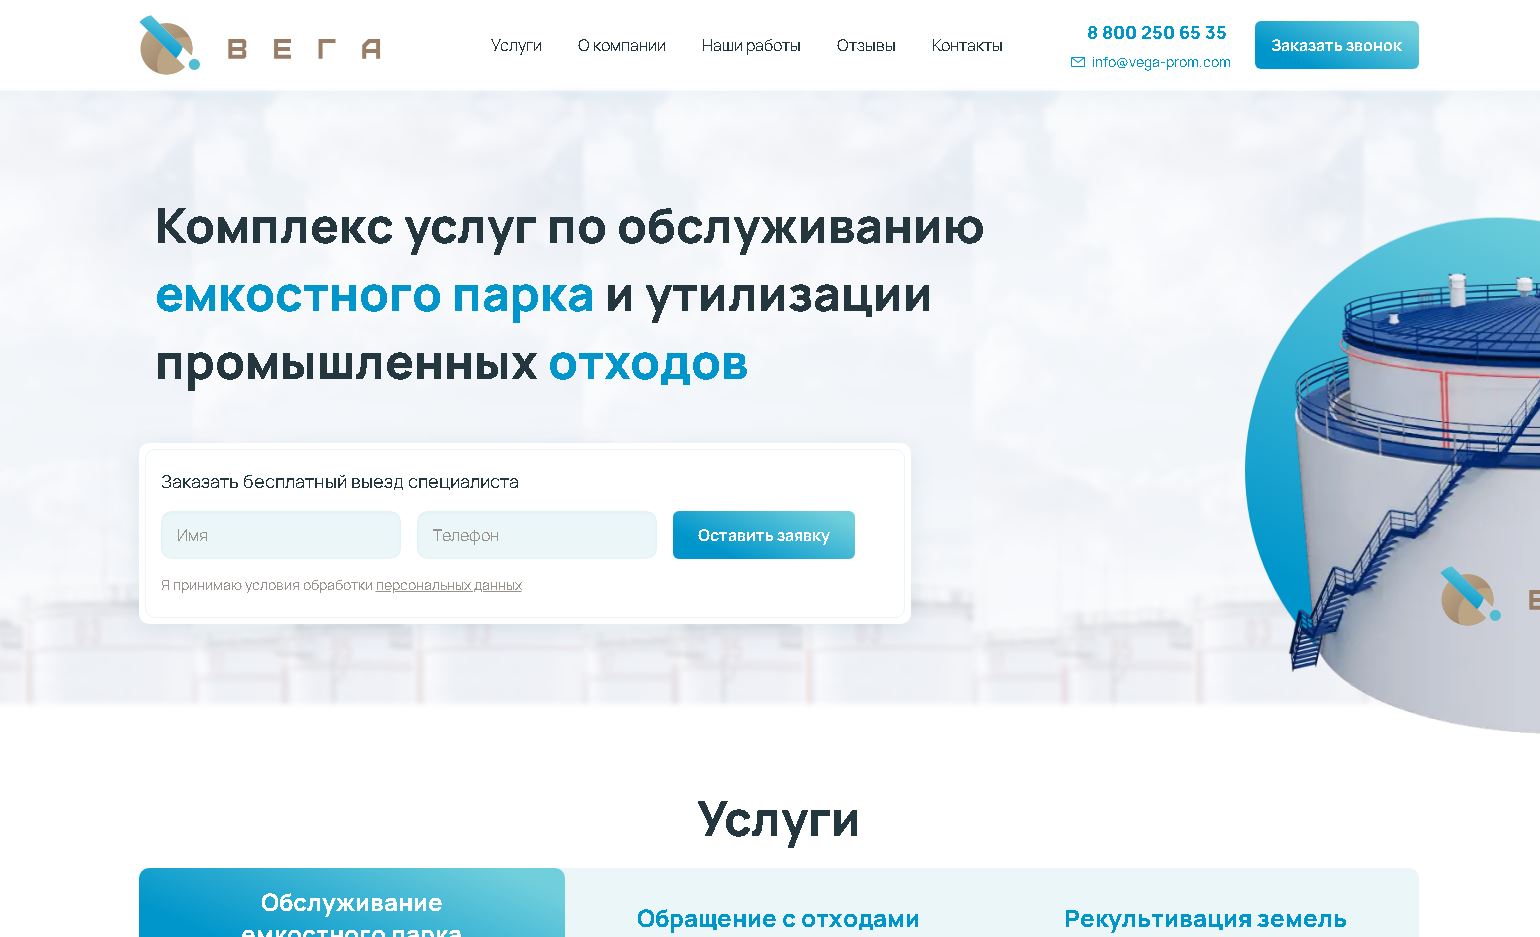 ВЕГА
Услуги
О компании
Наши работы
Отзывы
Контакты
8 800 250 65 35
info@vega-prom.com
Заказать звонок
Комплекс услуг по обслуживанию
емкостного парка и утилизации
промышленных отходов
Заказать бесплатный выезд специалиста
Имя
Телефон
Оставить заявку
Я принимаю условия обработки персональных данных
Услуги
Обслуживание
емкостного парка
Обращение с отходами
Рекультивация земель